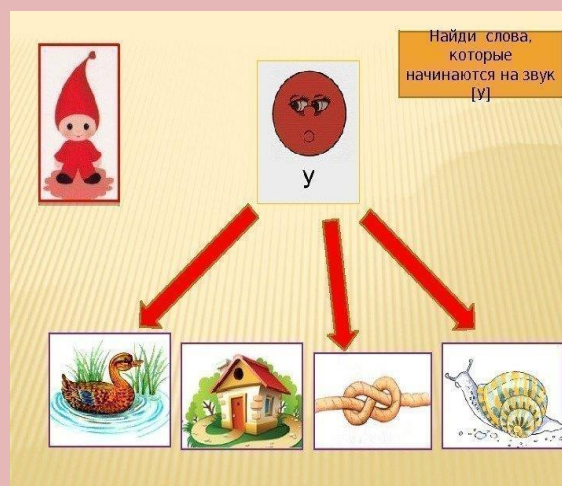 Найди слова,
которые
начинаются на звук
[У]
У